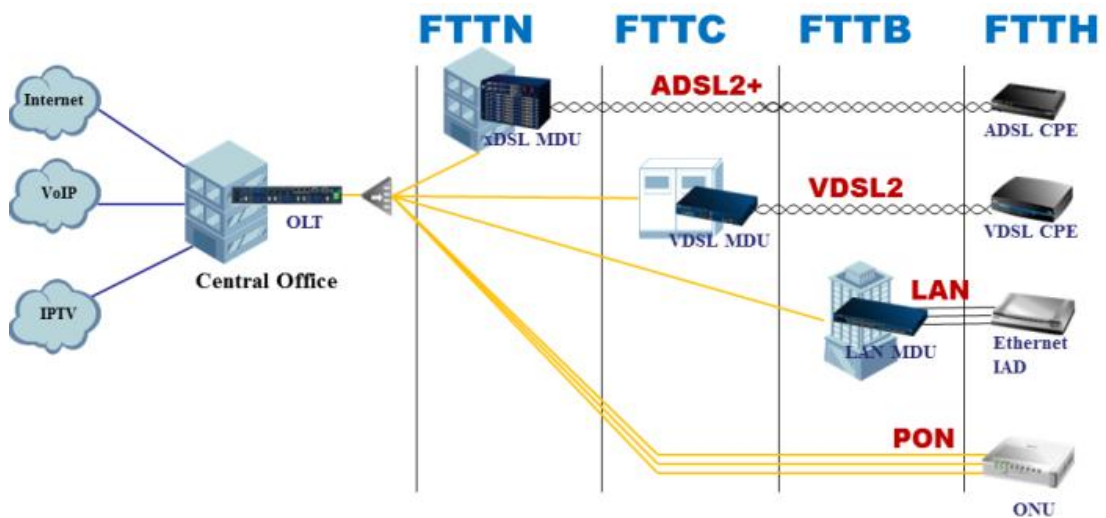 FTTN FTTC FTTB FTTH
ADSL2+
Internet
xDSL MDU
ADSL CPE
VoIP
OLT
VDSL2
VDSL MDU
VDSL CPE
Central Office
IPTV
LAN
LAN MDU
Ethernet
IAD
PON
ONU